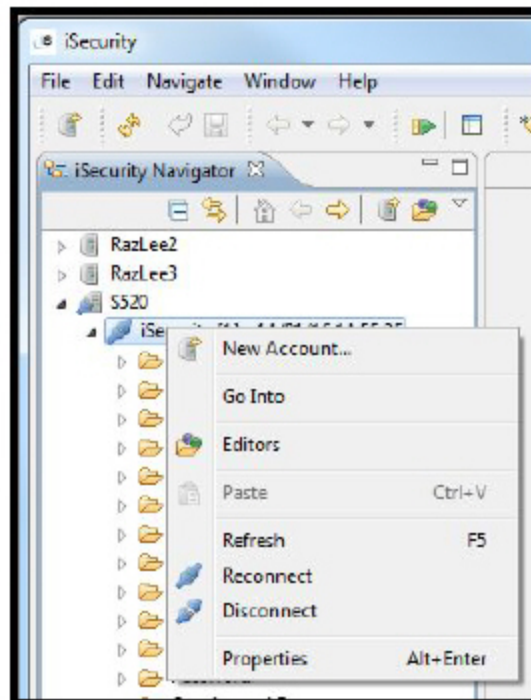 iSecurity
File Edit Navigate Window Help
iSecurity Navigator
RazLee2
RazLee3
S520
New Account...
Go Into
Editors
Paste Ctrl+V
Refresh F5
Reconnect
Disconnect
Properties Alt+Enter